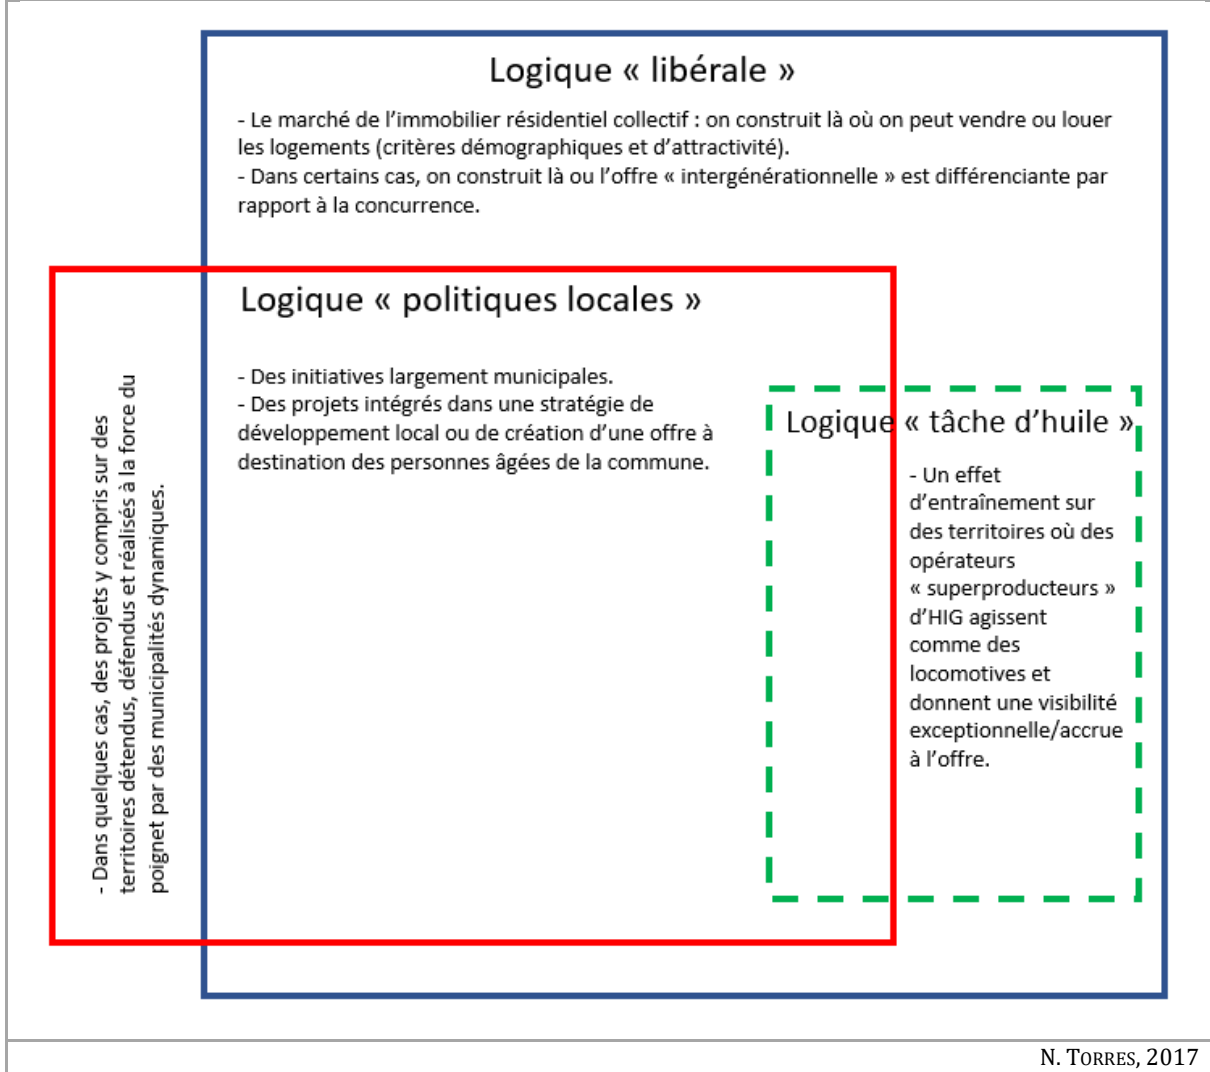 Logique « libérale »
- Le marché de l’immobilier résidentiel collectif : on construit là où on peut vendre ou louer
les logements (critères démographiques et d’attractivité).
- Dans certains cas, on construit là ou l’offre « intergénérationnelle » est différenciante par
rapport à la concurrence.
Logique « politiques locales »
- Des initiatives largement municipales.
- Des projets intégrés dans une stratégie de
développement local ou de création d’une offre à
destination des personnes âgées de la commune.
- Dans quelques cas, des projets y compris sur des
territoires détendus, défendus et réalisés à la force du
poignet par des municipalités dynamiques.
Logique « tâche d’huile »
- Un effet
d’entraînement sur
des territoires où des
opérateurs
« superproducteurs »
d’HIG agissent
comme des
locomotives et
donnent une visibilité
exceptionnelle/accrue
à l’offre.
N. TORRES, 2017